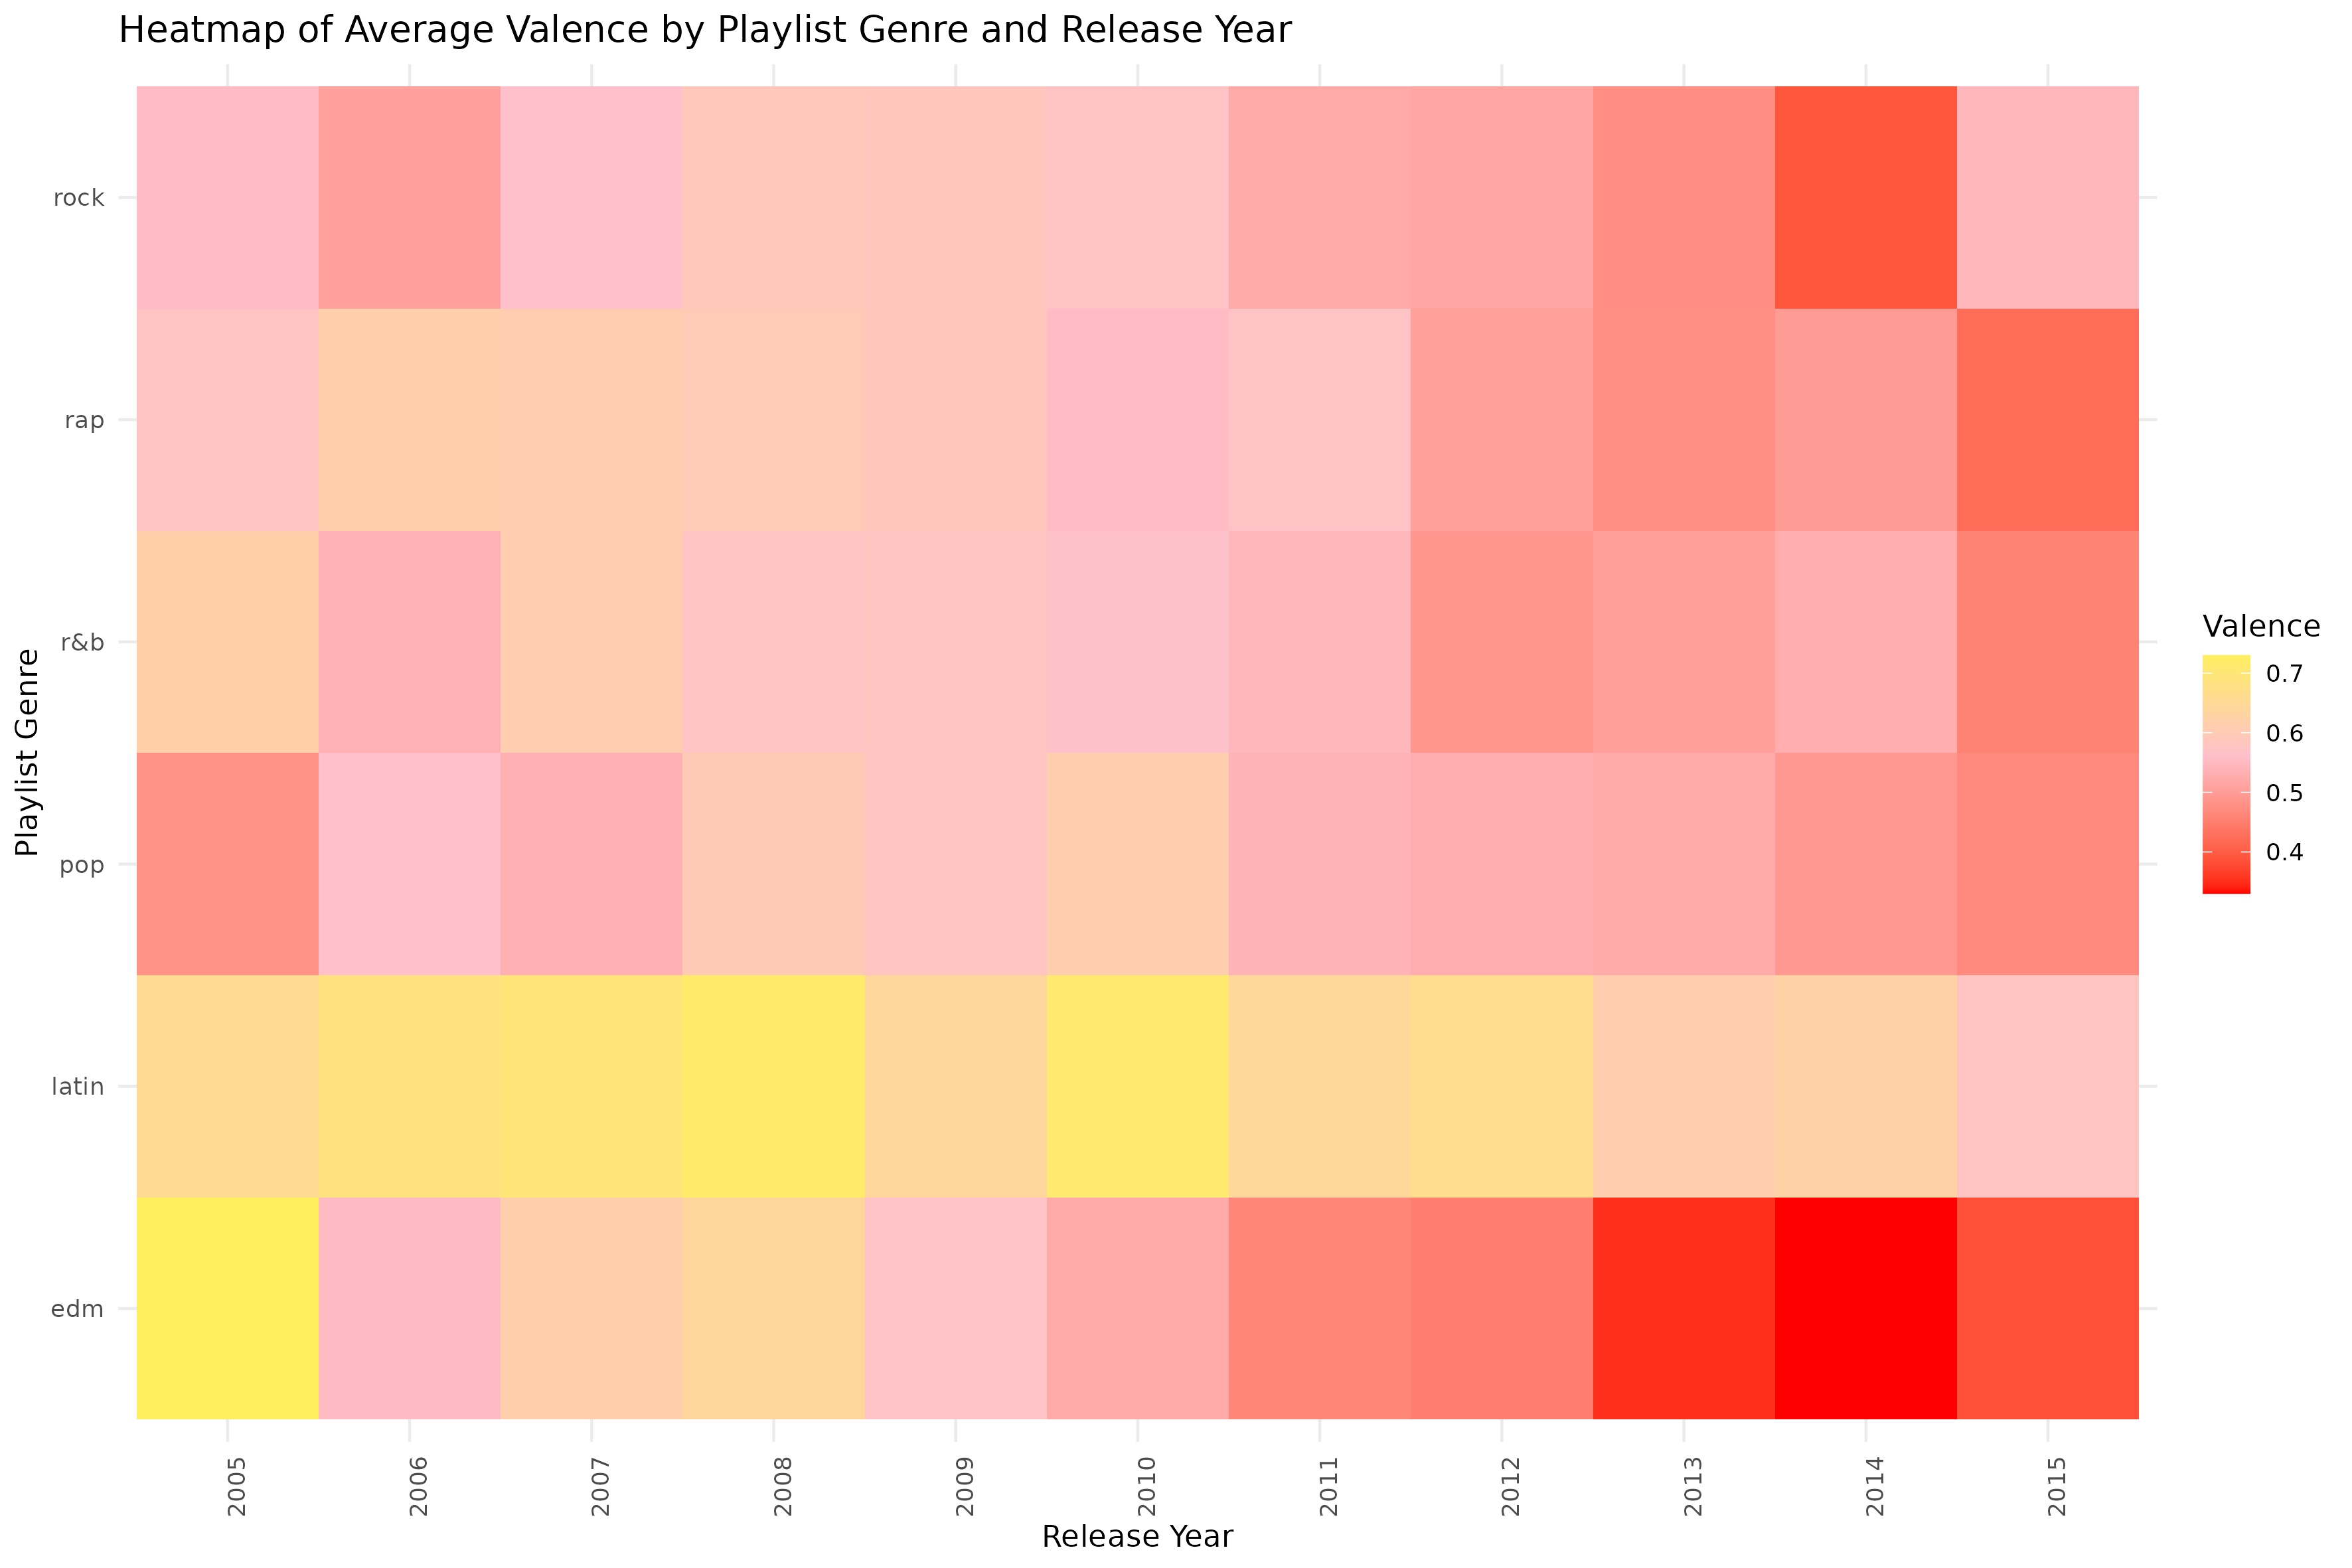 Heatmap of Average Valence by Playlist Genre and Release Year
Playlist Genre
rock
rap
r&b
pop
latin
edm
2005
2006
2007
2008
2009
2010
2011
2012
2013
2014
2015
Release Year
Valence
0.7
0.6
0.5
0.4